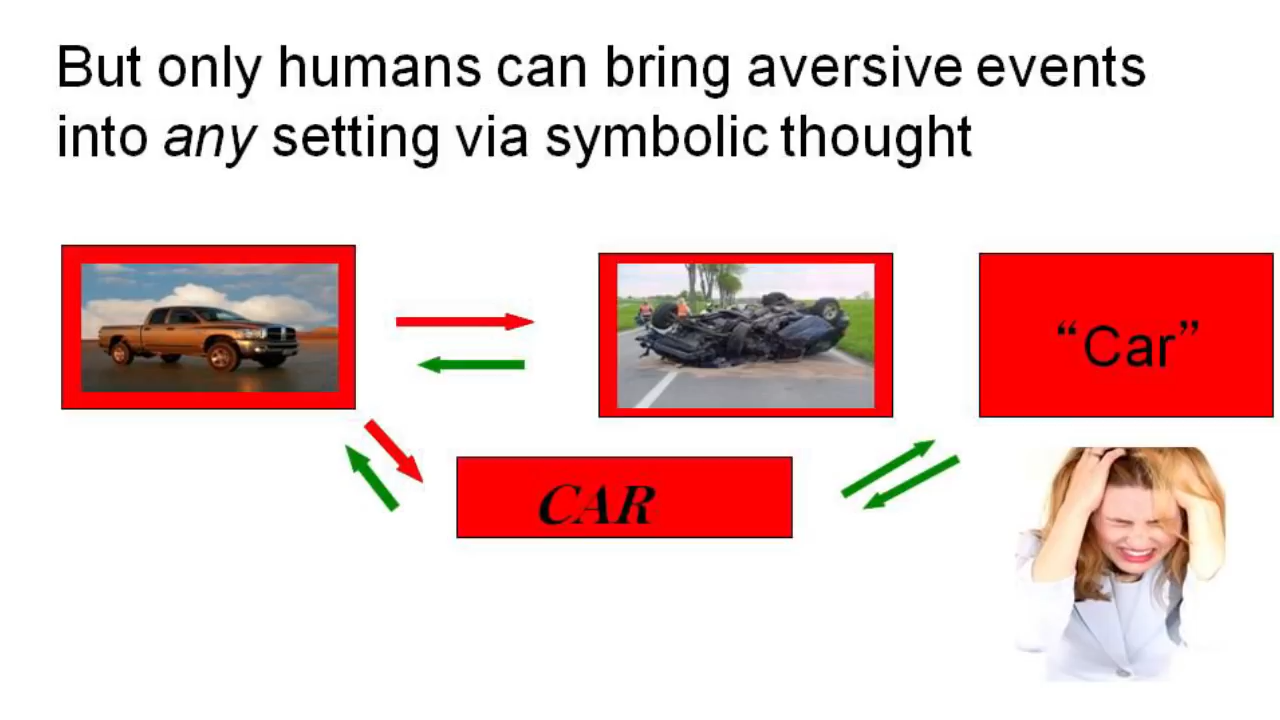 But only humans can bring aversive events
into any setting via symbolic thought
“Car”
CAR